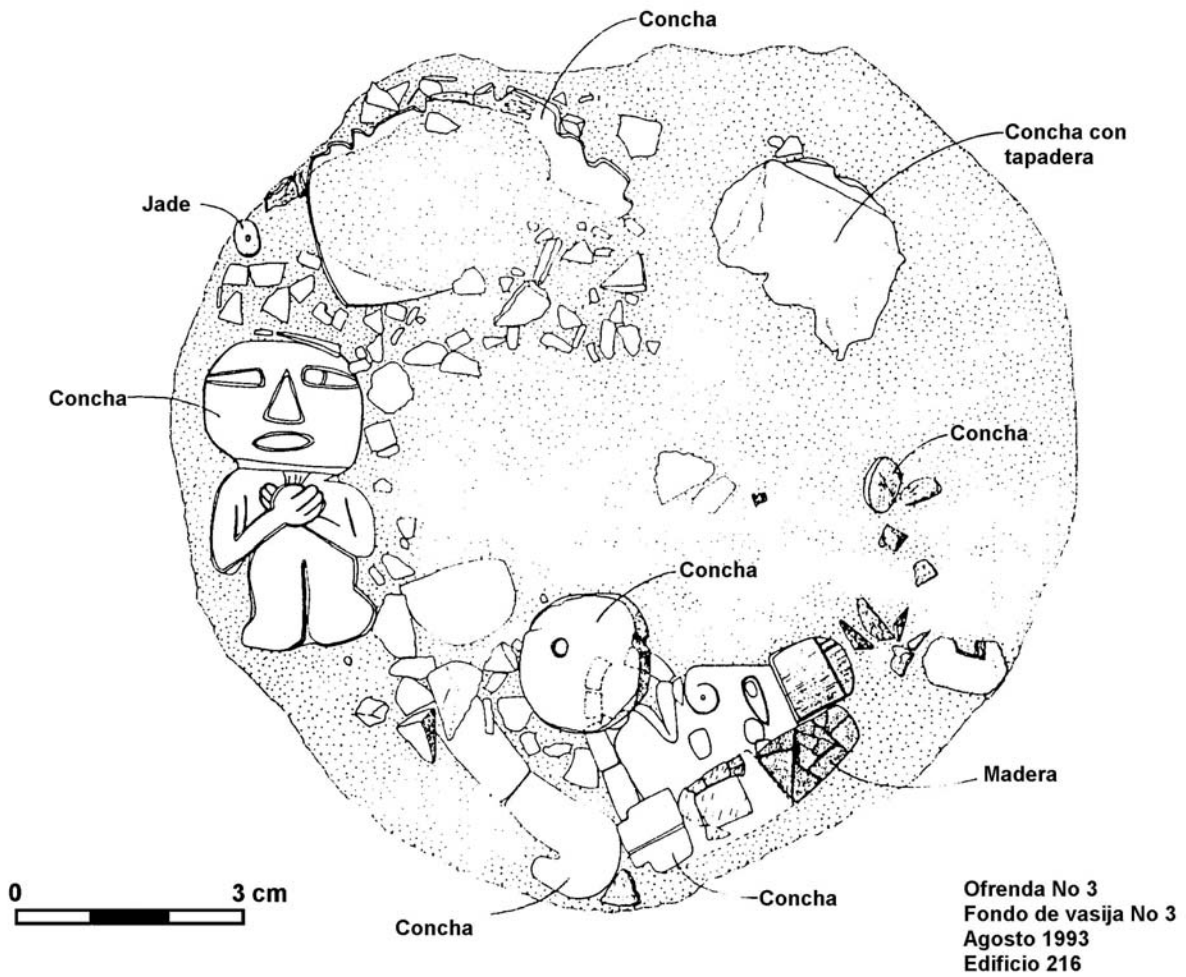 Concha
Concha con
tapadera
Jade
Concha
Concha
Concha
Madera
Concha
Concha
0 3 cm
Ofrenda No 3
Fondo de vasija No 3
Agosto 1993
Edificio 216